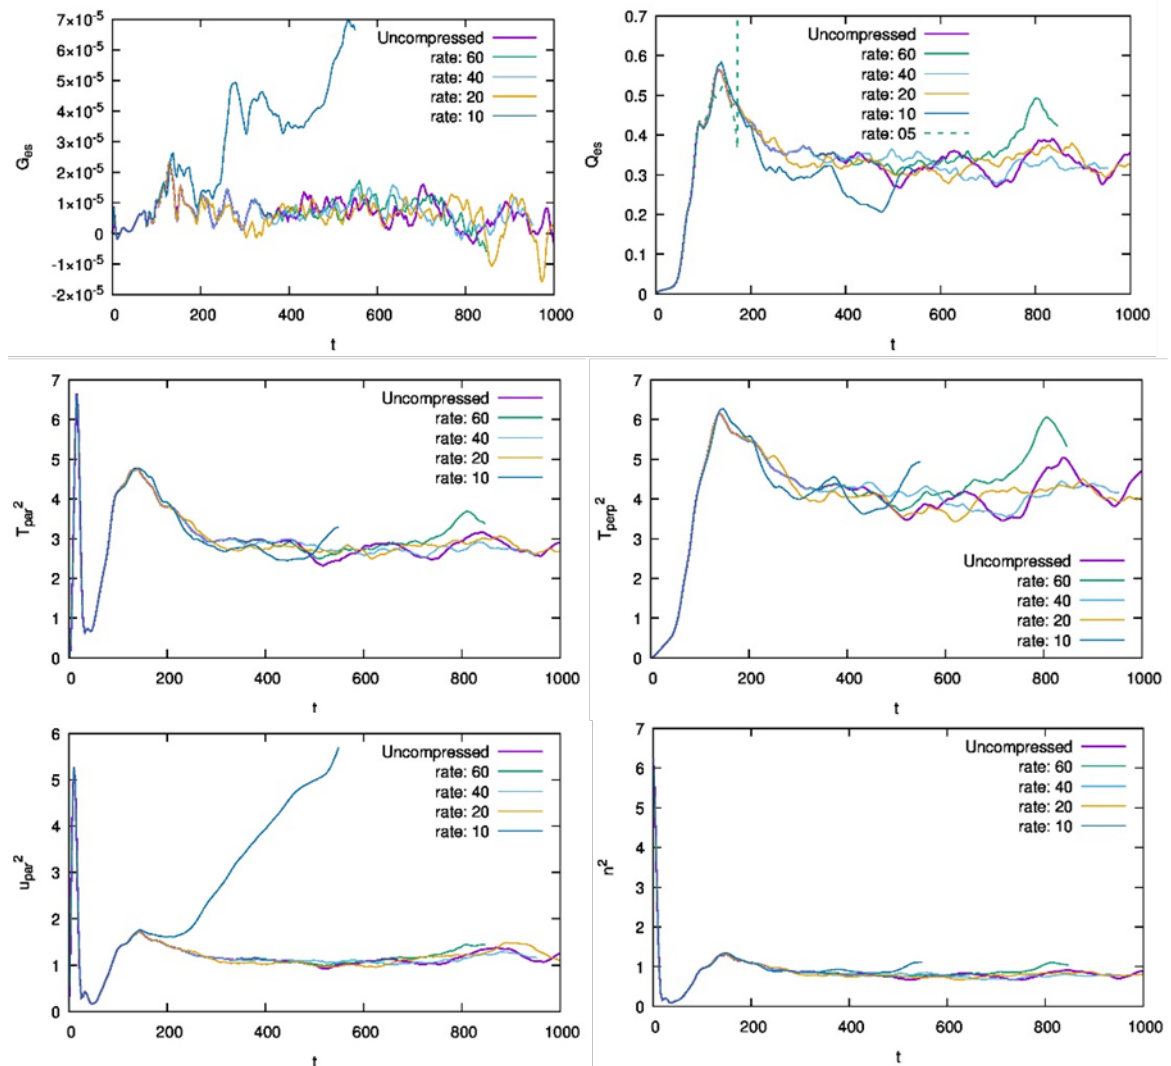 7×10-5
6×10-5
5×10-5
4×10-5
3×10-5
2×10-5
1×10-5
0
-1×10-5
-2×10-5
Ges
Uncompressed
rate: 60
rate: 40
rate: 20
rate: 10
0 200 400 600 800 1000
t
0.7
0.6
0.5
0.4
0.3
0.2
0.1
0
Qes
Uncompressed
rate: 60
rate: 40
rate: 20
rate: 10
rate: 05
0 200 400 600 800 1000
t
7
6
5
4
3
2
1
0
Tpar2
Uncompressed
rate: 60
rate: 40
rate: 20
rate: 10
0 200 400 600 800 1000
t
7
6
5
4
3
2
1
0
Tperp2
Uncompressed
rate: 60
rate: 40
rate: 20
rate: 10
0 200 400 600 800 1000
t
6
5
4
3
2
1
0
upar2
Uncompressed
rate: 60
rate: 40
rate: 20
rate: 10
0 200 400 600 800 1000
t
7
6
5
4
3
2
1
0
n2
Uncompressed
rate: 60
rate: 40
rate: 20
rate: 10
0 200 400 600 800 1000
t